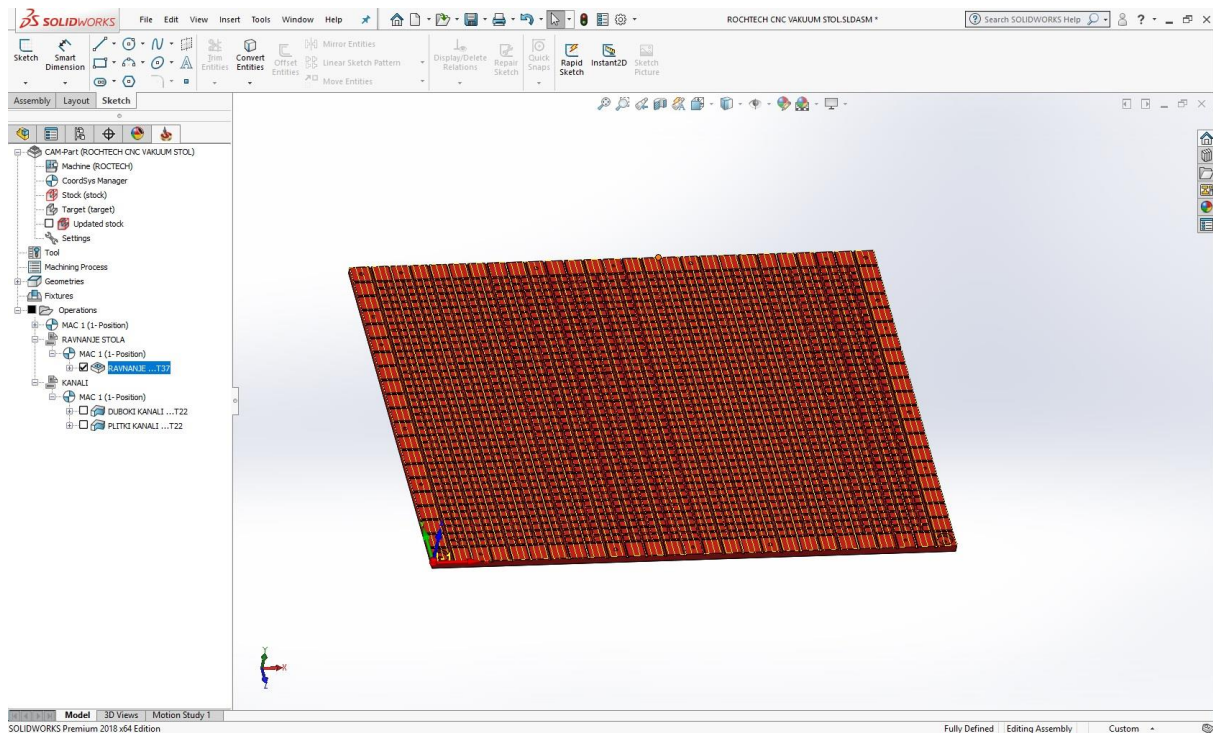 SOLIDWORKS File Edit View Insert Tools Window Help ROCHTECH CNC VAKUUM STOL.SLDASM * Search SOLIDWORKS Help
Sketch Smart Dimension Trim Entities Convert Entities Offset Entities Mirror Entities Linear Sketch Pattern Move Entities Display/Delete Relations Repair Sketch Quick Snaps Rapid Sketch Instant2D Sketch Picture
Assembly Layout Sketch
CAM-Part (ROCHTECH CNC VAKUUM STOL)
Machine (ROCTECH)
CoordSys Manager
Stock (stock)
Target (target)
Updated stock
Settings
Tool
Machining Process
Geometries
Fixtures
Operations
MAC 1 (1-Position)
RAVNANJE STOLA
MAC 1 (1-Position)
RAVNANJE ...T37
KANALI
MAC 1 (1-Position)
DUBOKI KANALI ...T22
PLITKI KANALI ...T22
Y
X
Z
Model 3D Views Motion Study 1
SOLIDWORKS Premium 2018 x64 Edition Fully Defined Editing Assembly Custom